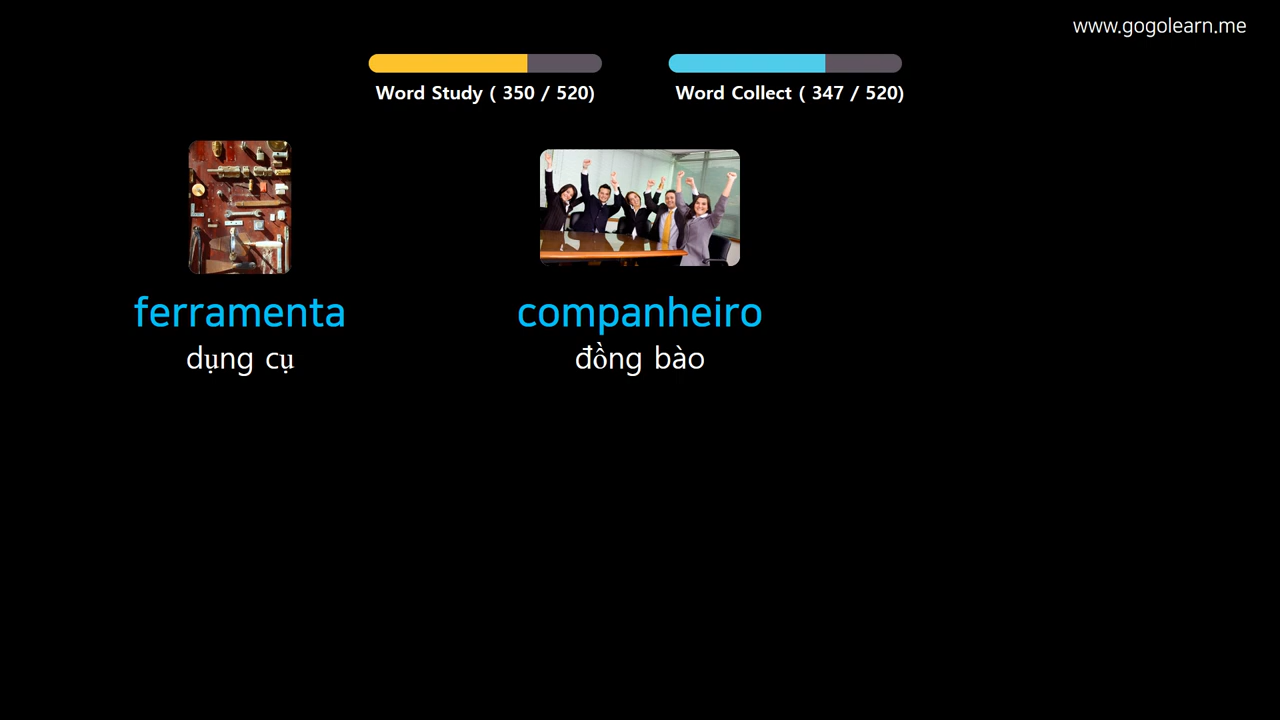 www.gogolearn.me
Word Study ( 350 / 520)
Word Collect ( 347 / 520)
ferramenta
dụng cụ
companheiro
đồng bào